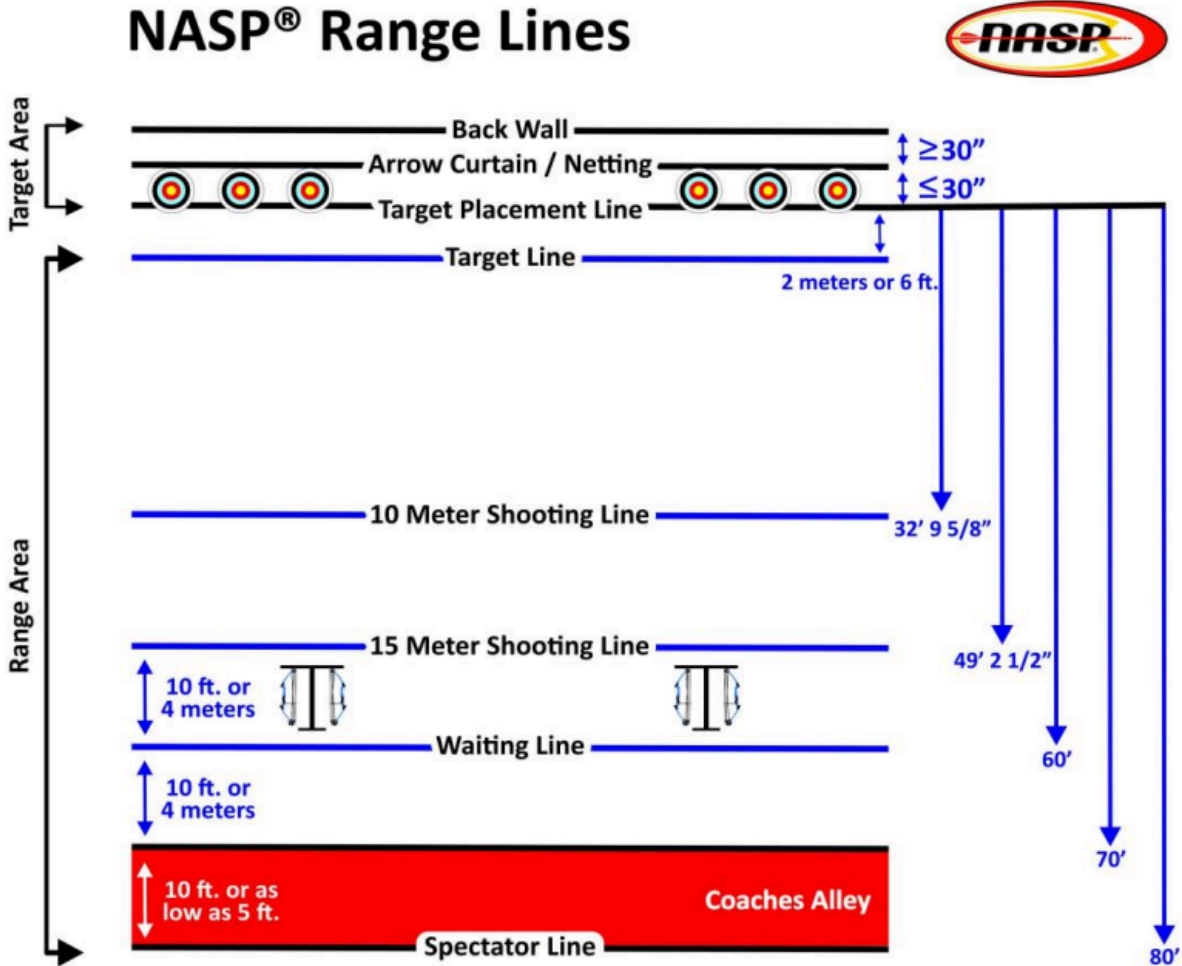 NASP® Range Lines
NASP®
Target Area
Back Wall
≥30”
Arrow Curtain / Netting
≤30”
Target Placement Line
Target Line
2 meters or 6 ft.
Range Area
10 Meter Shooting Line
32’ 9 5/8”
15 Meter Shooting Line
49’ 2 1/2”
10 ft. or
4 meters
Waiting Line
60’
10 ft. or
4 meters
70’
10 ft. or as
low as 5 ft.
Coaches Alley
Spectator Line
80’